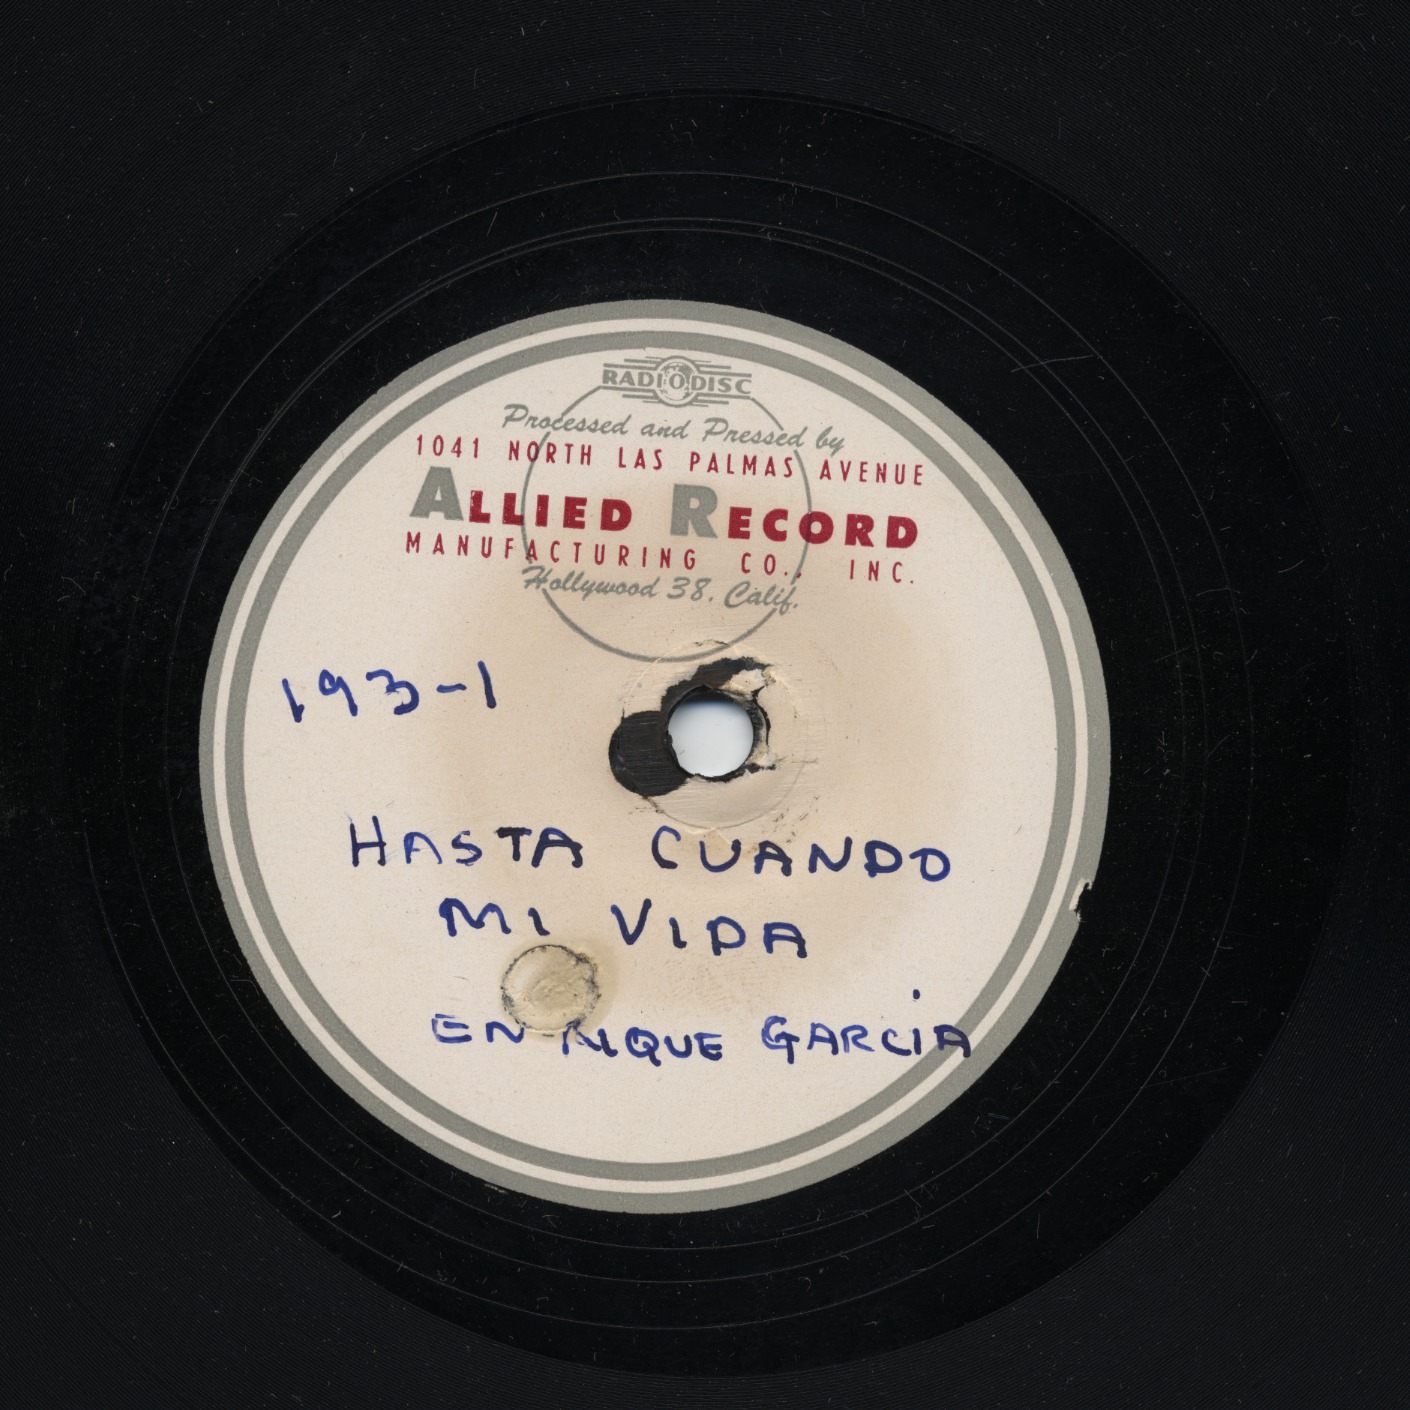 RADIODISC
Processed and Pressed by
1041 NORTH LAS PALMAS AVENUE
ALLIED RECORD
MANUFACTURING CO., INC.
Hollywood 38, Calif.
193-1
HASTA CUANDO
MI VIDA
ENRIQUE GARCIA